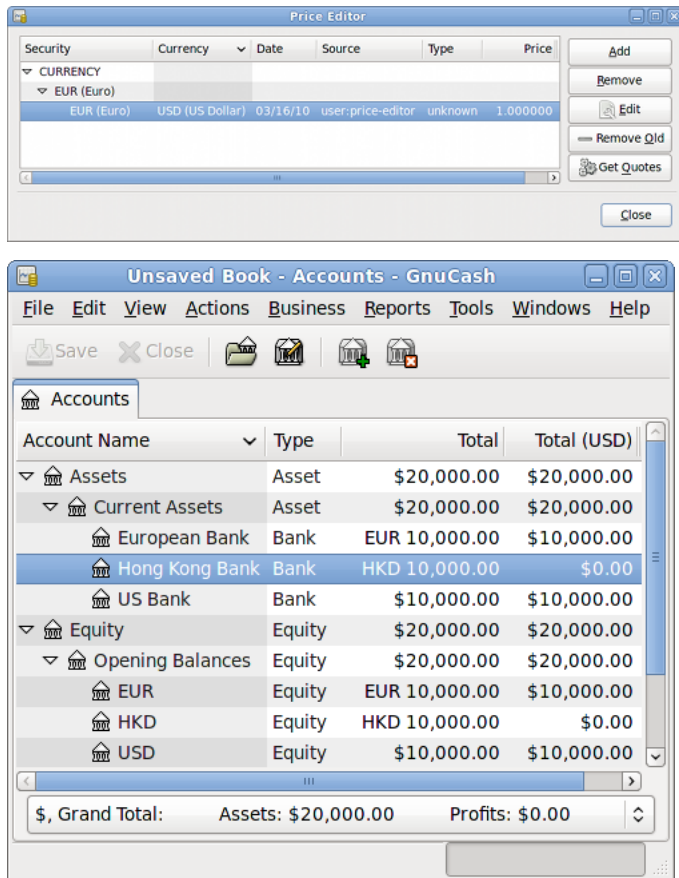 Price Editor
Security Currency Date Source Type Price
CURRENCY
EUR (Euro)
EUR (Euro) USD (US Dollar) 03/16/10 user:price-editor unknown 1.000000
Add
Remove
Edit
Remove Old
Get Quotes
Close
Unsaved Book - Accounts - GnuCash
File Edit View Actions Business Reports Tools Windows Help
Save Close
Accounts
Account Name Type Total Total (USD)
Assets Asset $20,000.00 $20,000.00
Current Assets Asset $20,000.00 $20,000.00
European Bank Bank EUR 10,000.00 $10,000.00
Hong Kong Bank Bank HKD 10,000.00 $0.00
US Bank Bank $10,000.00 $10,000.00
Equity Equity $20,000.00 $20,000.00
Opening Balances Equity $20,000.00 $20,000.00
EUR Equity EUR 10,000.00 $10,000.00
HKD Equity HKD 10,000.00 $0.00
USD Equity $10,000.00 $10,000.00
$, Grand Total: Assets: $20,000.00 Profits: $0.00